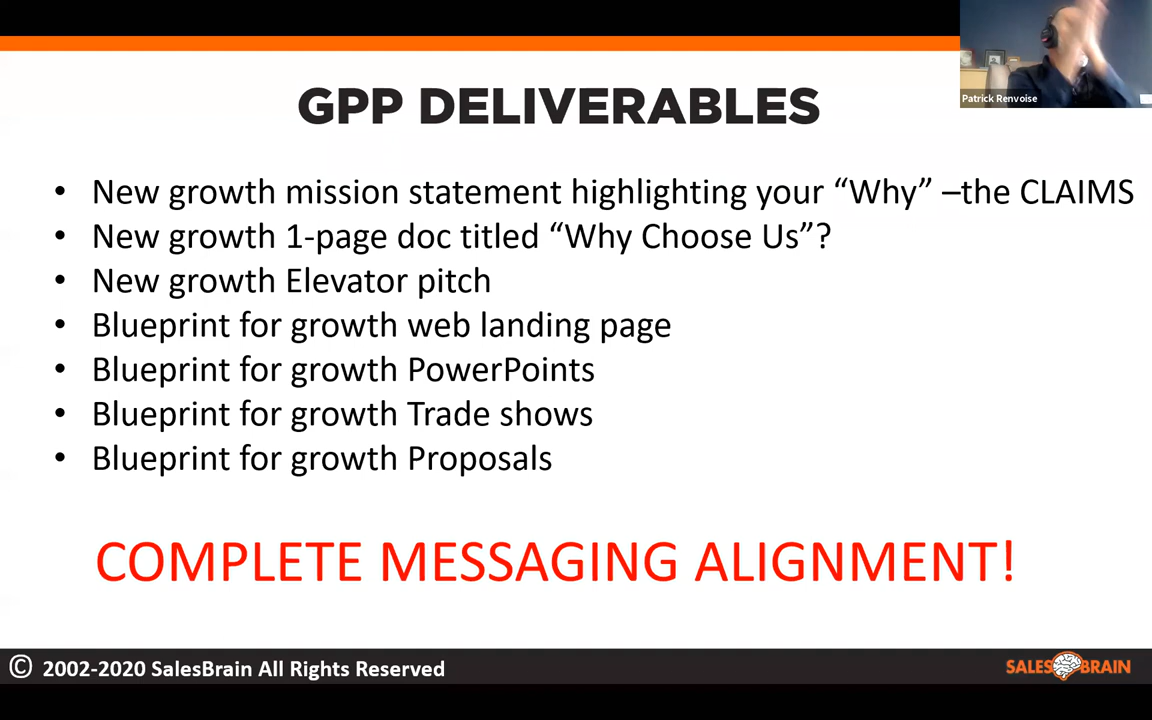 Patrick Renvoise
GPP DELIVERABLES
• New growth mission statement highlighting your “Why” –the CLAIMS
• New growth 1-page doc titled “Why Choose Us”?
• New growth Elevator pitch
• Blueprint for growth web landing page
• Blueprint for growth PowerPoints
• Blueprint for growth Trade shows
• Blueprint for growth Proposals
COMPLETE MESSAGING ALIGNMENT!
© 2002-2020 SalesBrain All Rights Reserved
SALES BRAIN